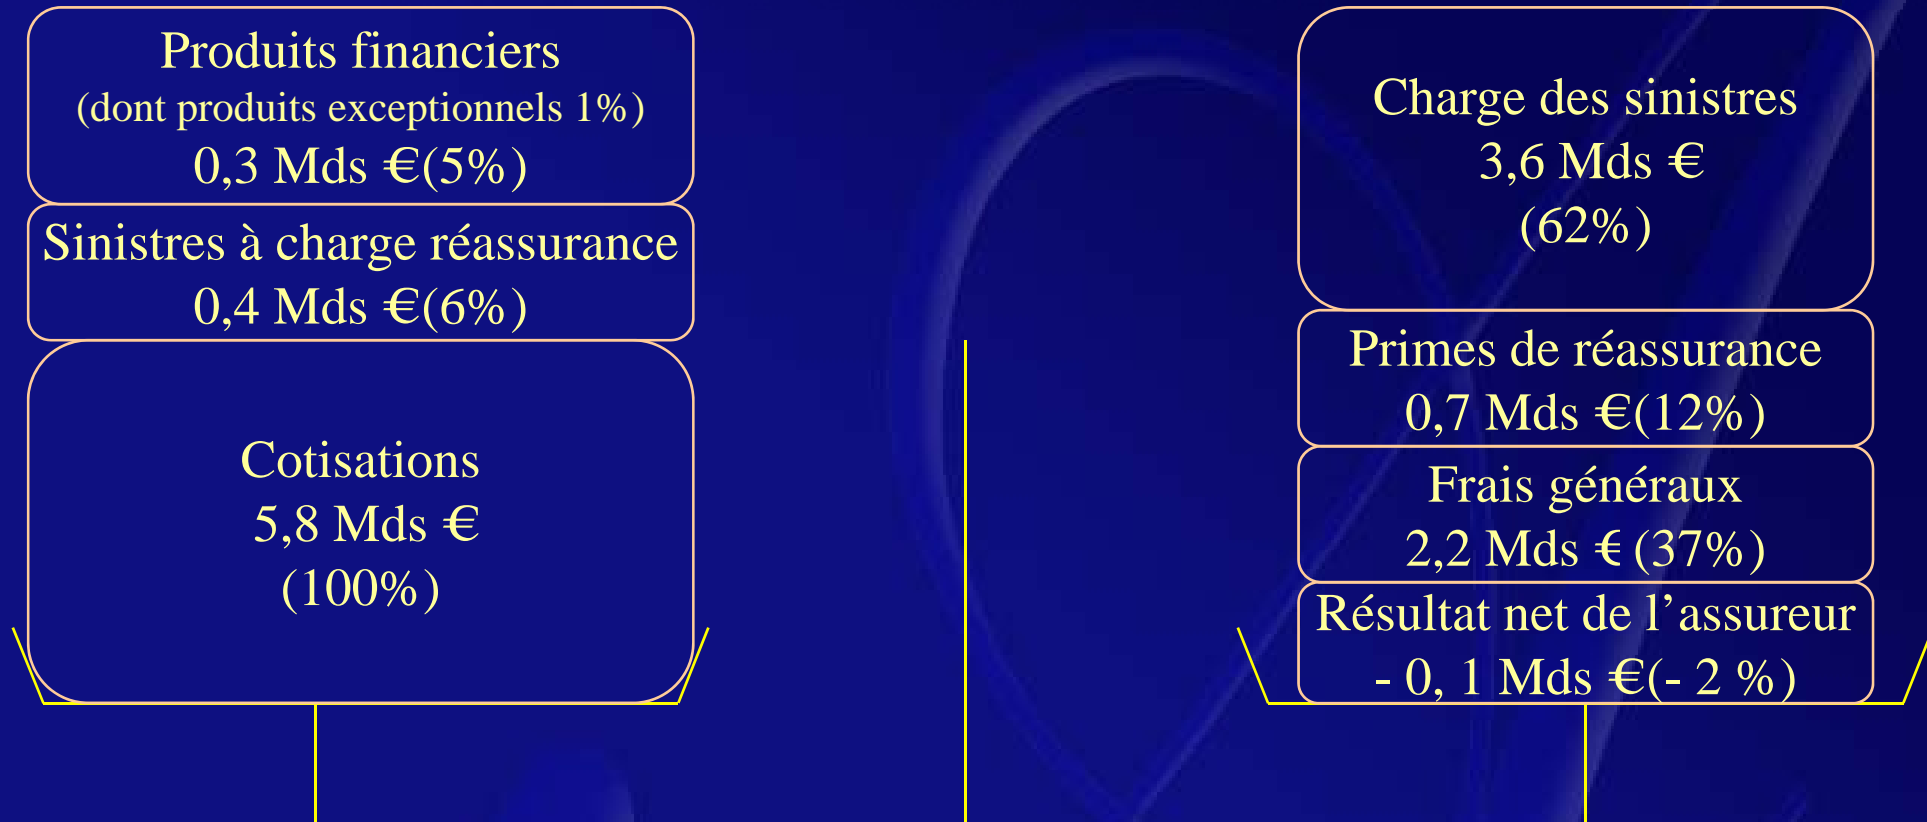 Produits financiers
(dont produits exceptionnels 1%)
0,3 Mds €(5%)
Sinistres à charge réassurance
0,4 Mds €(6%)
Cotisations
5,8 Mds €
(100%)
Charge des sinistres
3,6 Mds €
(62%)
Primes de réassurance
0,7 Mds €(12%)
Frais généraux
2,2 Mds € (37%)
Résultat net de l’assureur
- 0, 1 Mds €(- 2 %)